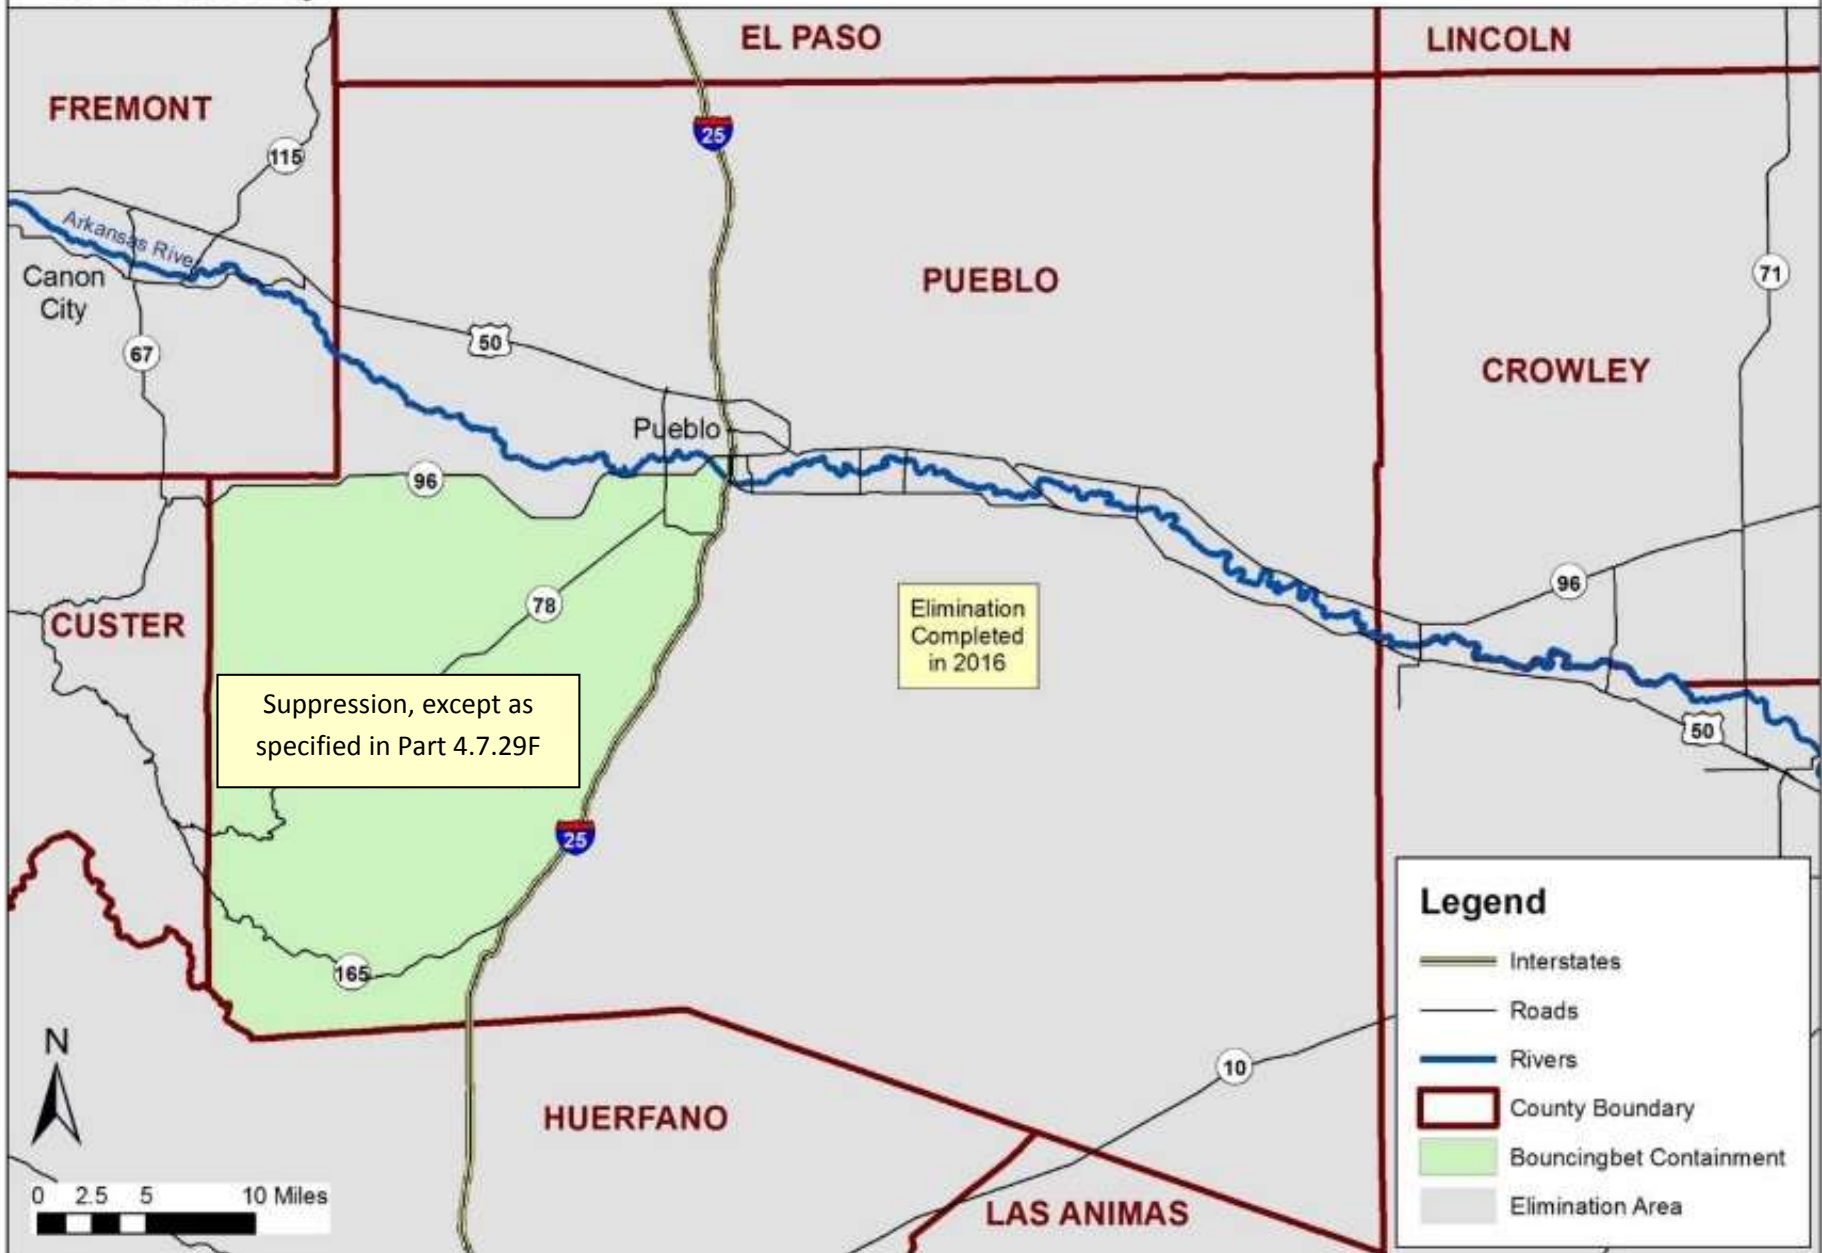 EL PASO
LINCOLN
FREMONT
25
115
Arkansas River
PUEBLO
71
Canon
City
50
67
CROWLEY
Pueblo
96
78
96
Elimination
Completed
in 2016
CUSTER
Suppression, except as
specified in Part 4.7.29F
50
25
165
Legend
Interstates
Roads
Rivers
County Boundary
Bouncingbet Containment
Elimination Area
N
10
HUERFANO
0 2.5 5 10 Miles
LAS ANIMAS